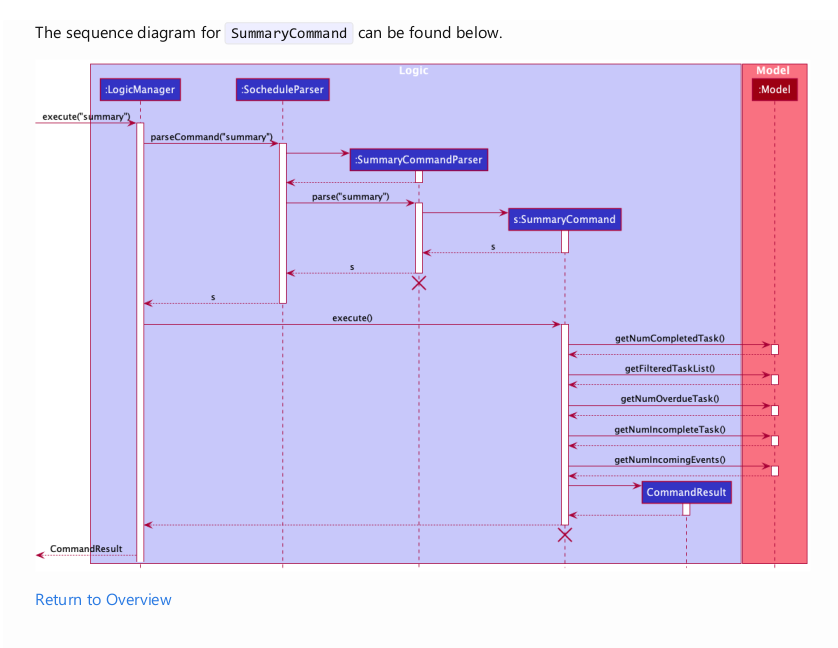 The sequence diagram for SummaryCommand can be found below.
Logic
Model
:LogicManager
:SocheduleParser
:Model
execute("summary")
parseCommand("summary")
:SummaryCommandParser
parse("summary")
s:SummaryCommand
s
s
s
execute()
getNumCompletedTask()
getFilteredTaskList()
getNumOverdueTask()
getNumIncompleteTask()
getNumIncomingEvents()
CommandResult
CommandResult
Return to Overview